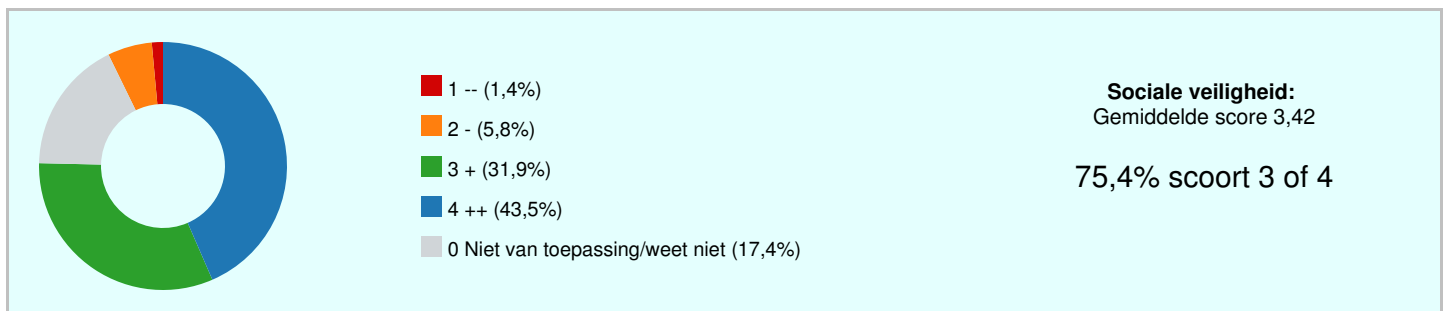 1 -- (1,4%)
2 - (5,8%)
3 + (31,9%)
4 ++ (43,5%)
0 Niet van toepassing/weet niet (17,4%)
Sociale veiligheid:
Gemiddelde score 3,42
75,4% scoort 3 of 4